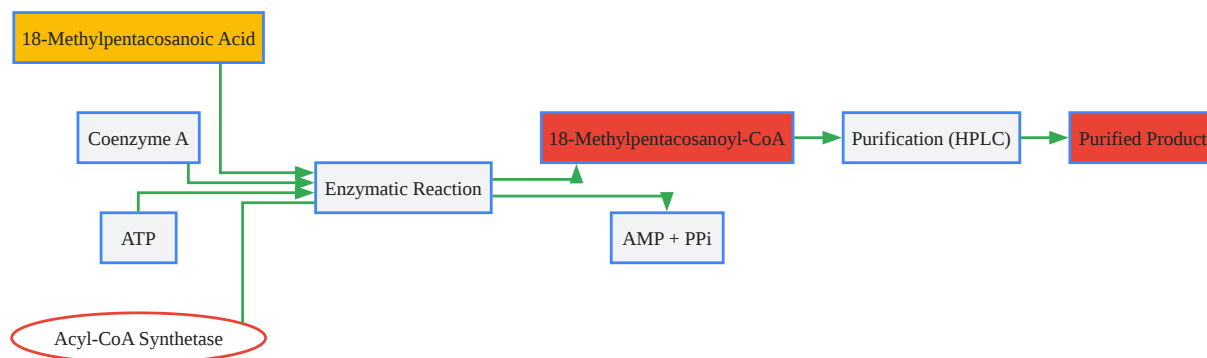 18-Methylpentacosanoic Acid
Coenzyme A
ATP
Acyl-CoA Synthetase
Enzymatic Reaction
18-Methylpentacosanoyl-CoA
AMP + PPi
Purification (HPLC)
Purified Product